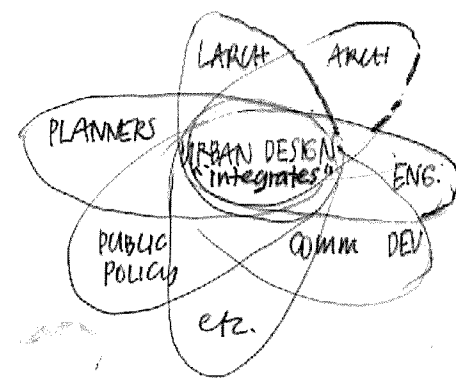 LARCH
ARCH
PLANNERS
URBAN DESIGN
"integrates"
ENG.
PUBLIC
POLICY
COMM DEV
etc.